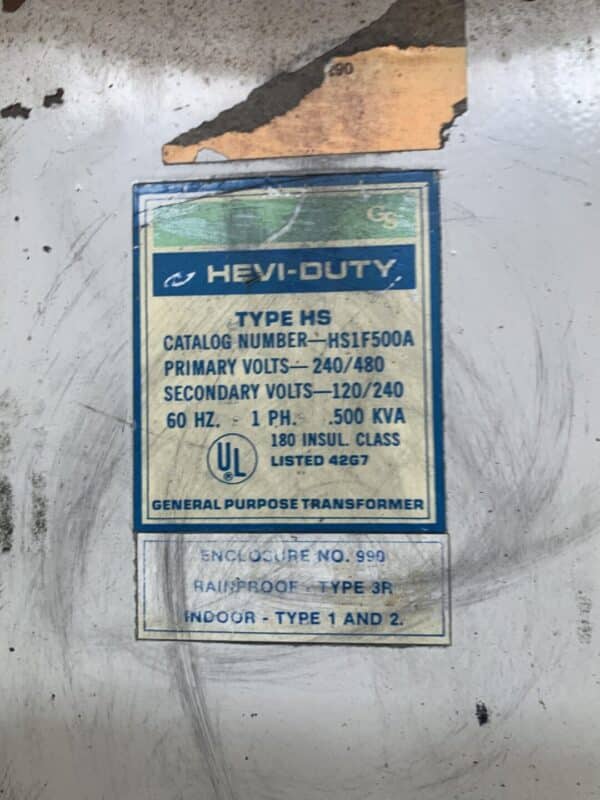 90
GS
HEVI-DUTY
TYPE HS
CATALOG NUMBER—HS1F500A
PRIMARY VOLTS—240/480
SECONDARY VOLTS—120/240
60 HZ. - 1 PH. .500 KVA
180 INSUL. CLASS
UL LISTED 42G7
GENERAL PURPOSE TRANSFORMER
ENCLOSURE NO. 990
RAINPROOF - TYPE 3R
INDOOR - TYPE 1 AND 2.